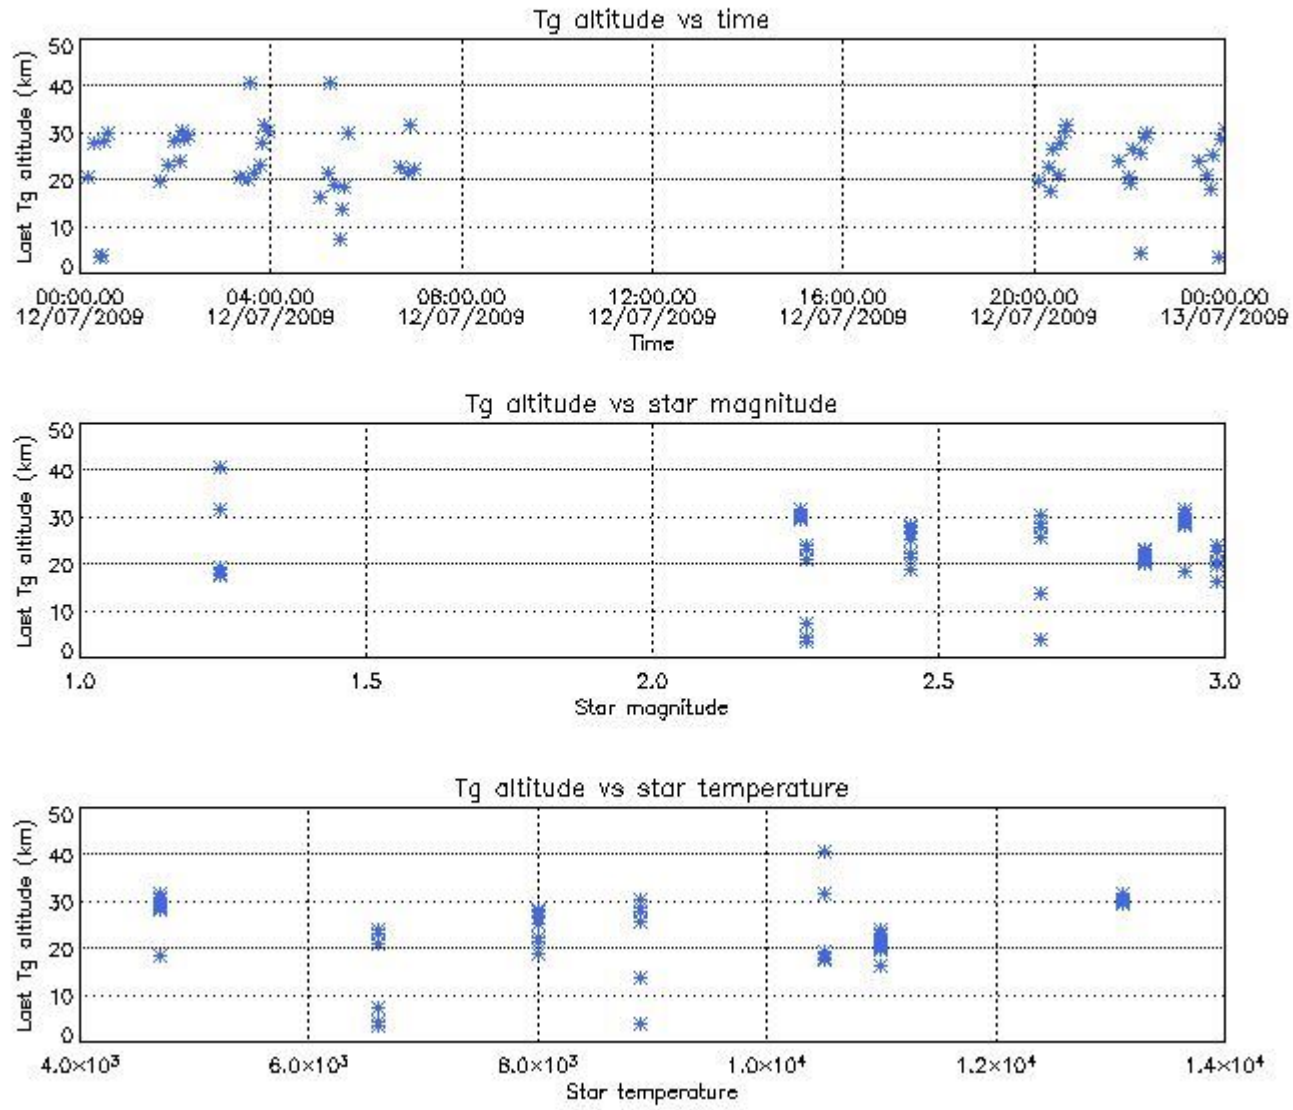 Tg altitude vs time
Last Tg altitude (km)
50
40
30
20
10
0
00:00.00 04:00.00 08:00.00 12:00.00 16:00.00 20:00.00 00:00.00
12/07/2009 12/07/2009 12/07/2009 12/07/2009 12/07/2009 12/07/2009 13/07/2009
Time
Tg altitude vs star magnitude
Last Tg altitude (km)
50
40
30
20
10
0
1.0 1.5 2.0 2.5 3.0
Star magnitude
Tg altitude vs star temperature
Last Tg altitude (km)
50
40
30
20
10
0
4.0×10³ 6.0×10³ 8.0×10³ 1.0×10⁴ 1.2×10⁴ 1.4×10⁴
Star temperature